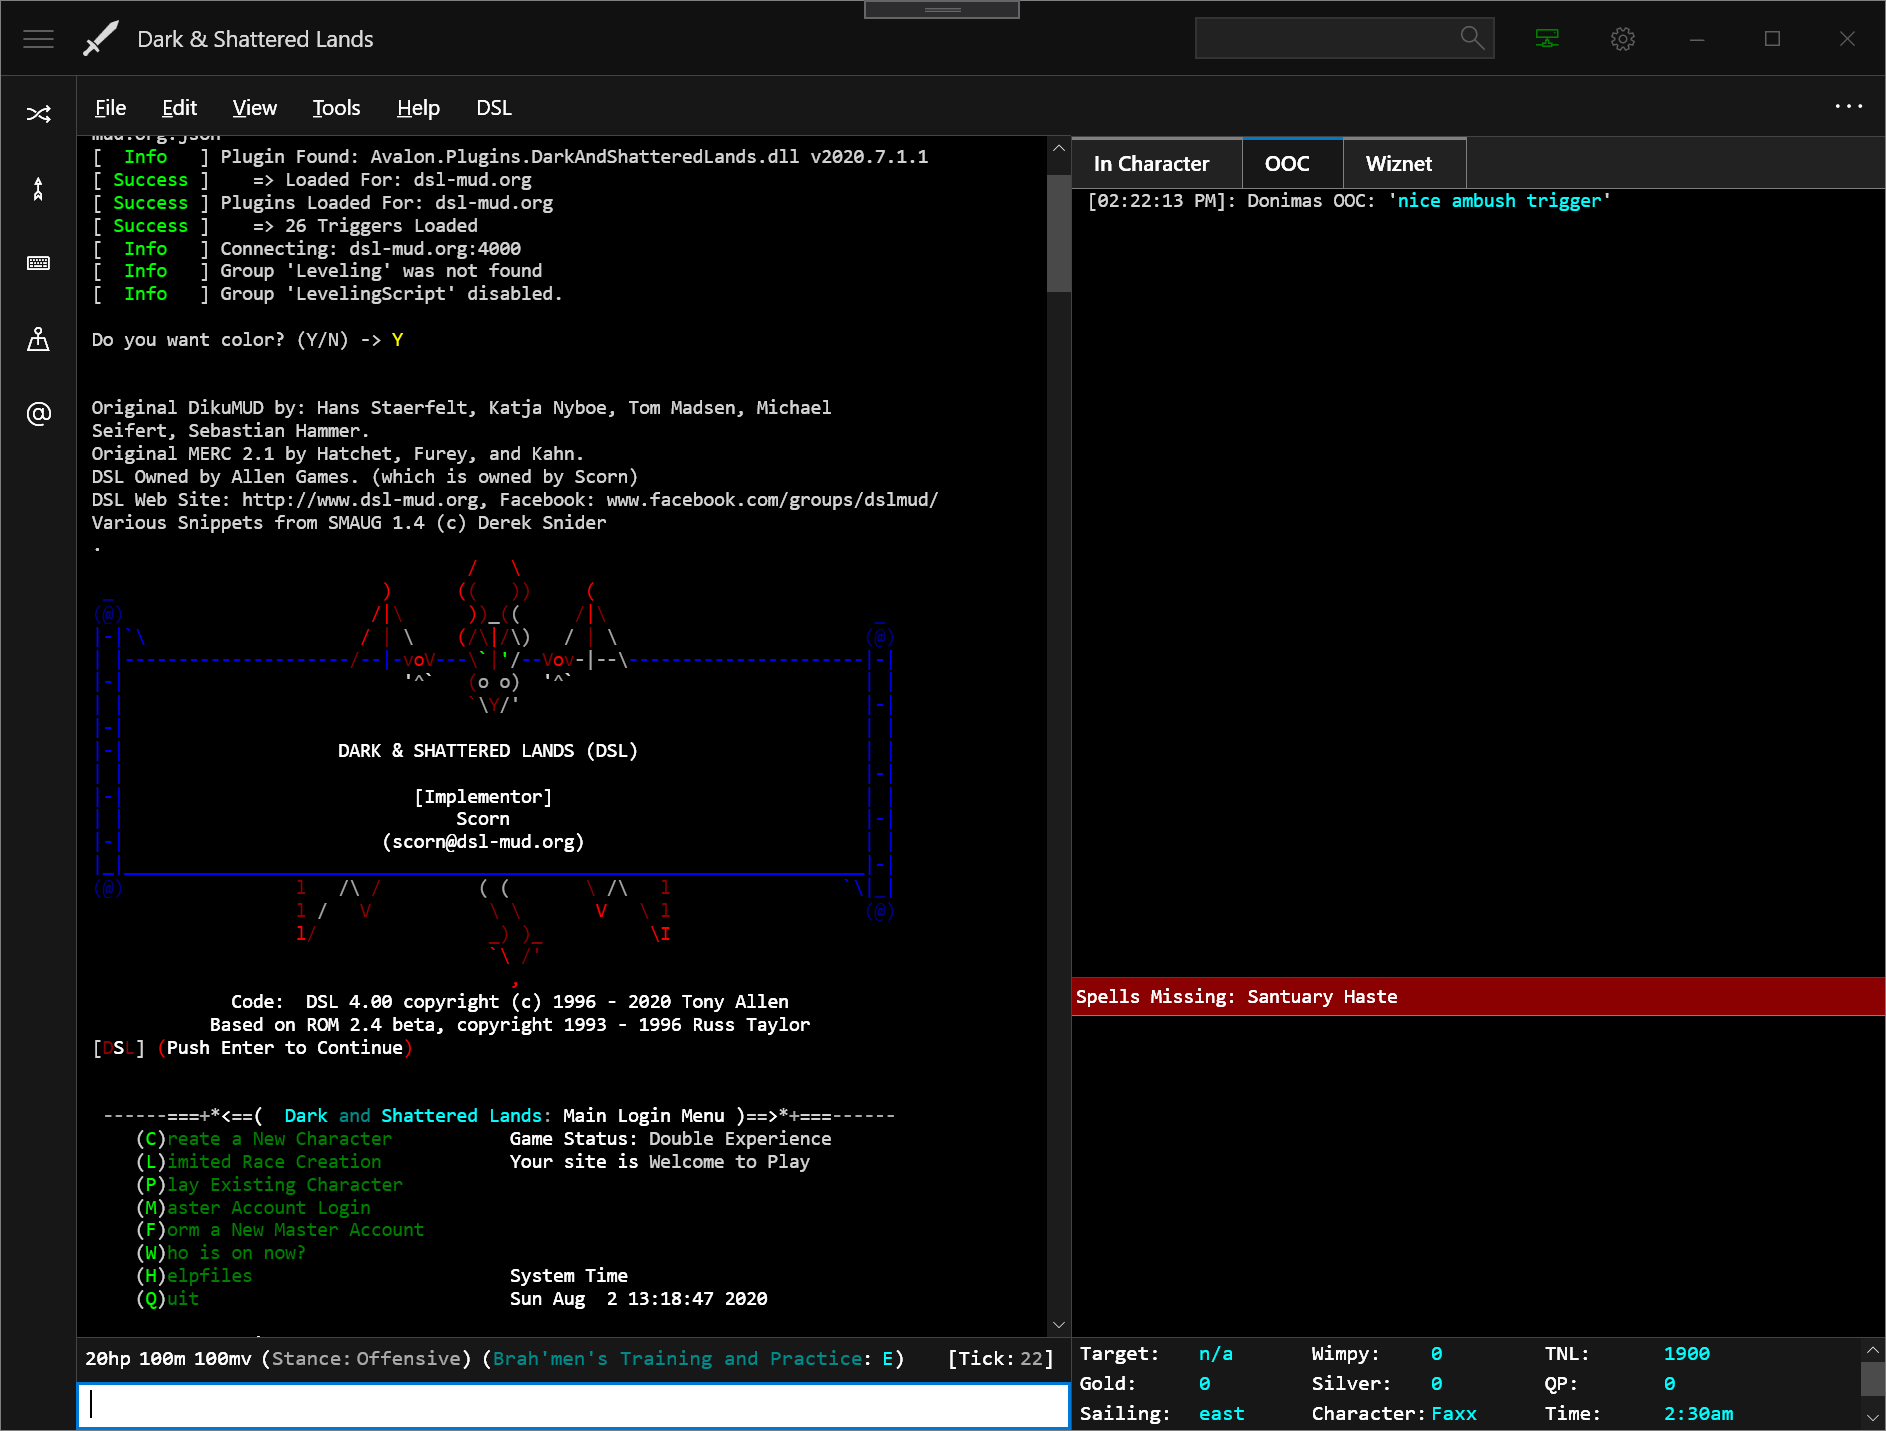 Dark & Shattered Lands
File Edit View Tools Help DSL
mud.org.json
[ Info ] Plugin Found: Avalon.Plugins.DarkAndShatteredLands.dll v2020.7.1.1
[ Success ] => Loaded For: dsl-mud.org
[ Success ] Plugins Loaded For: dsl-mud.org
[ Success ] => 26 Triggers Loaded
[ Info ] Connecting: dsl-mud.org:4000
[ Info ] Group 'Leveling' was not found
[ Info ] Group 'LevelingScript' disabled.
Do you want color? (Y/N) -> Y
Original DikuMUD by: Hans Staerfelt, Katja Nyboe, Tom Madsen, Michael
Seifert, Sebastian Hammer.
Original MERC 2.1 by Hatchet, Furey, and Kahn.
DSL Owned by Allen Games. (which is owned by Scorn)
DSL Web Site: http://www.dsl-mud.org, Facebook: www.facebook.com/groups/dslmud/
Various Snippets from SMAUG 1.4 (c) Derek Snider
.
DARK & SHATTERED LANDS (DSL)
[Implementor]
Scorn
(scorn@dsl-mud.org)
Code: DSL 4.00 copyright (c) 1996 - 2020 Tony Allen
Based on ROM 2.4 beta, copyright 1993 - 1996 Russ Taylor
[DSL] (Push Enter to Continue)
------===+*<==( Dark and Shattered Lands: Main Login Menu )==>*+===------
(C)reate a New Character Game Status: Double Experience
(L)imited Race Creation Your site is Welcome to Play
(P)lay Existing Character
(M)aster Account Login
(F)orm a New Master Account
(W)ho is on now?
(H)elpfiles System Time
(Q)uit Sun Aug 2 13:18:47 2020
20hp 100m 100mv (Stance: Offensive) (Brah'men's Training and Practice: E) [Tick: 22]
In Character OOC Wiznet
[02:22:13 PM]: Donimas OOC: 'nice ambush trigger'
Spells Missing: Santuary Haste
Target: n/a Wimpy: 0 TNL: 1900
Gold: 0 Silver: 0 QP: 0
Sailing: east Character: Faxx Time: 2:30am